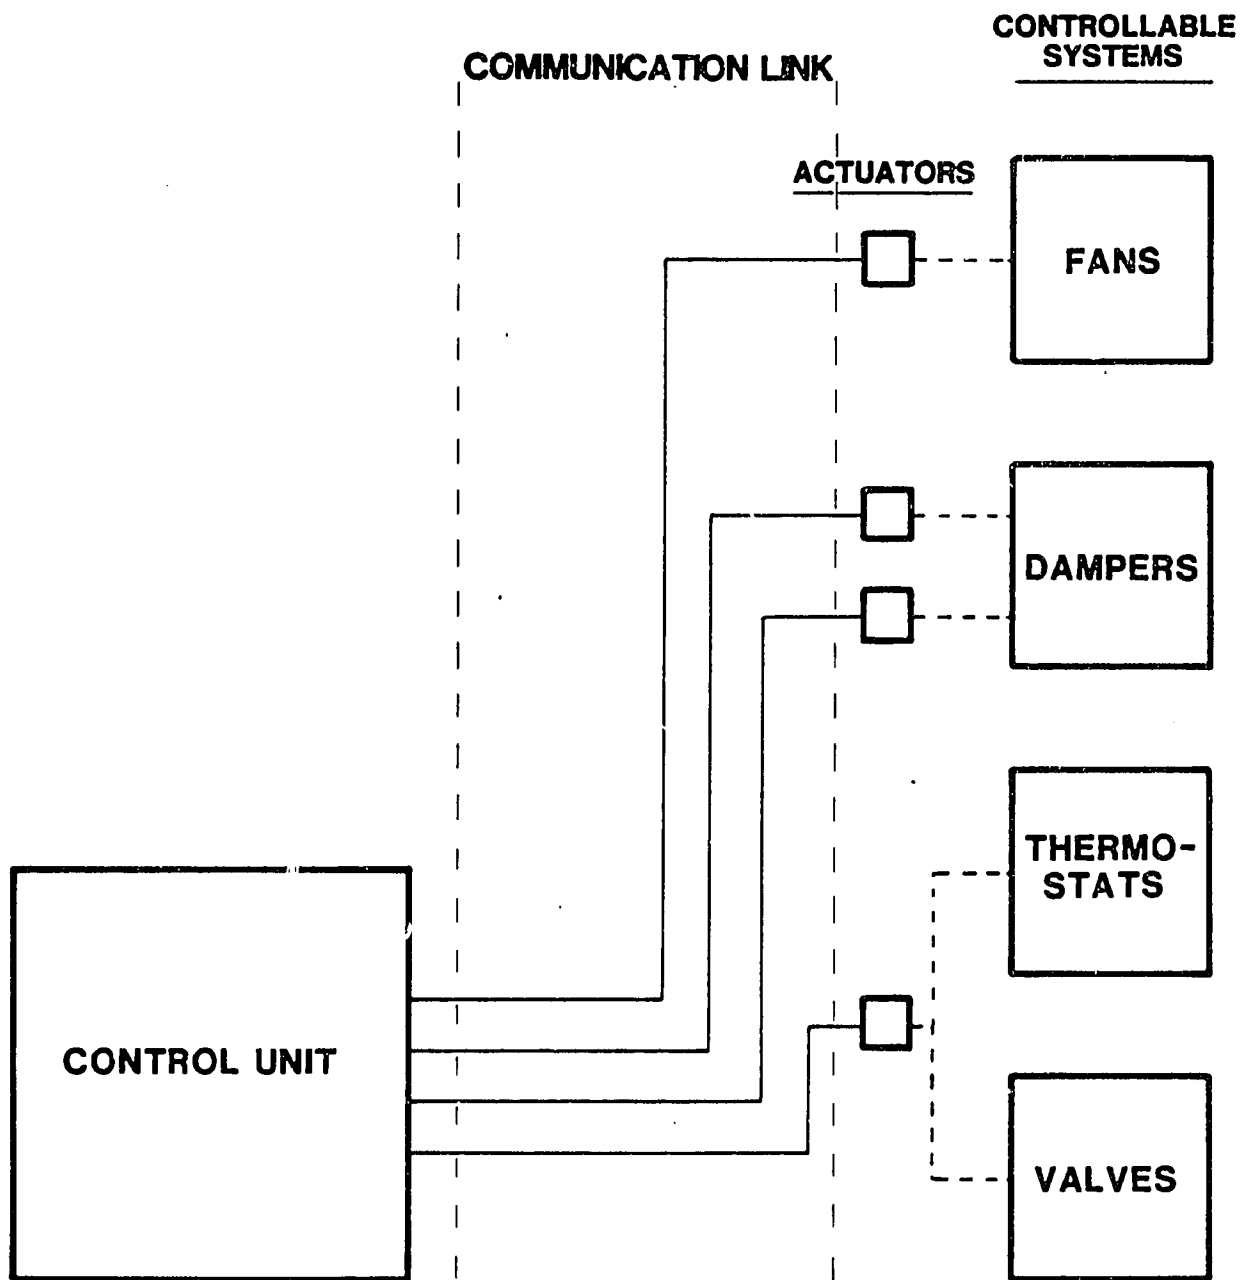 CONTROLLABLE
SYSTEMS
COMMUNICATION LINK
ACTUATORS
FANS
DAMPERS
THERMO-
STATS
CONTROL UNIT
VALVES